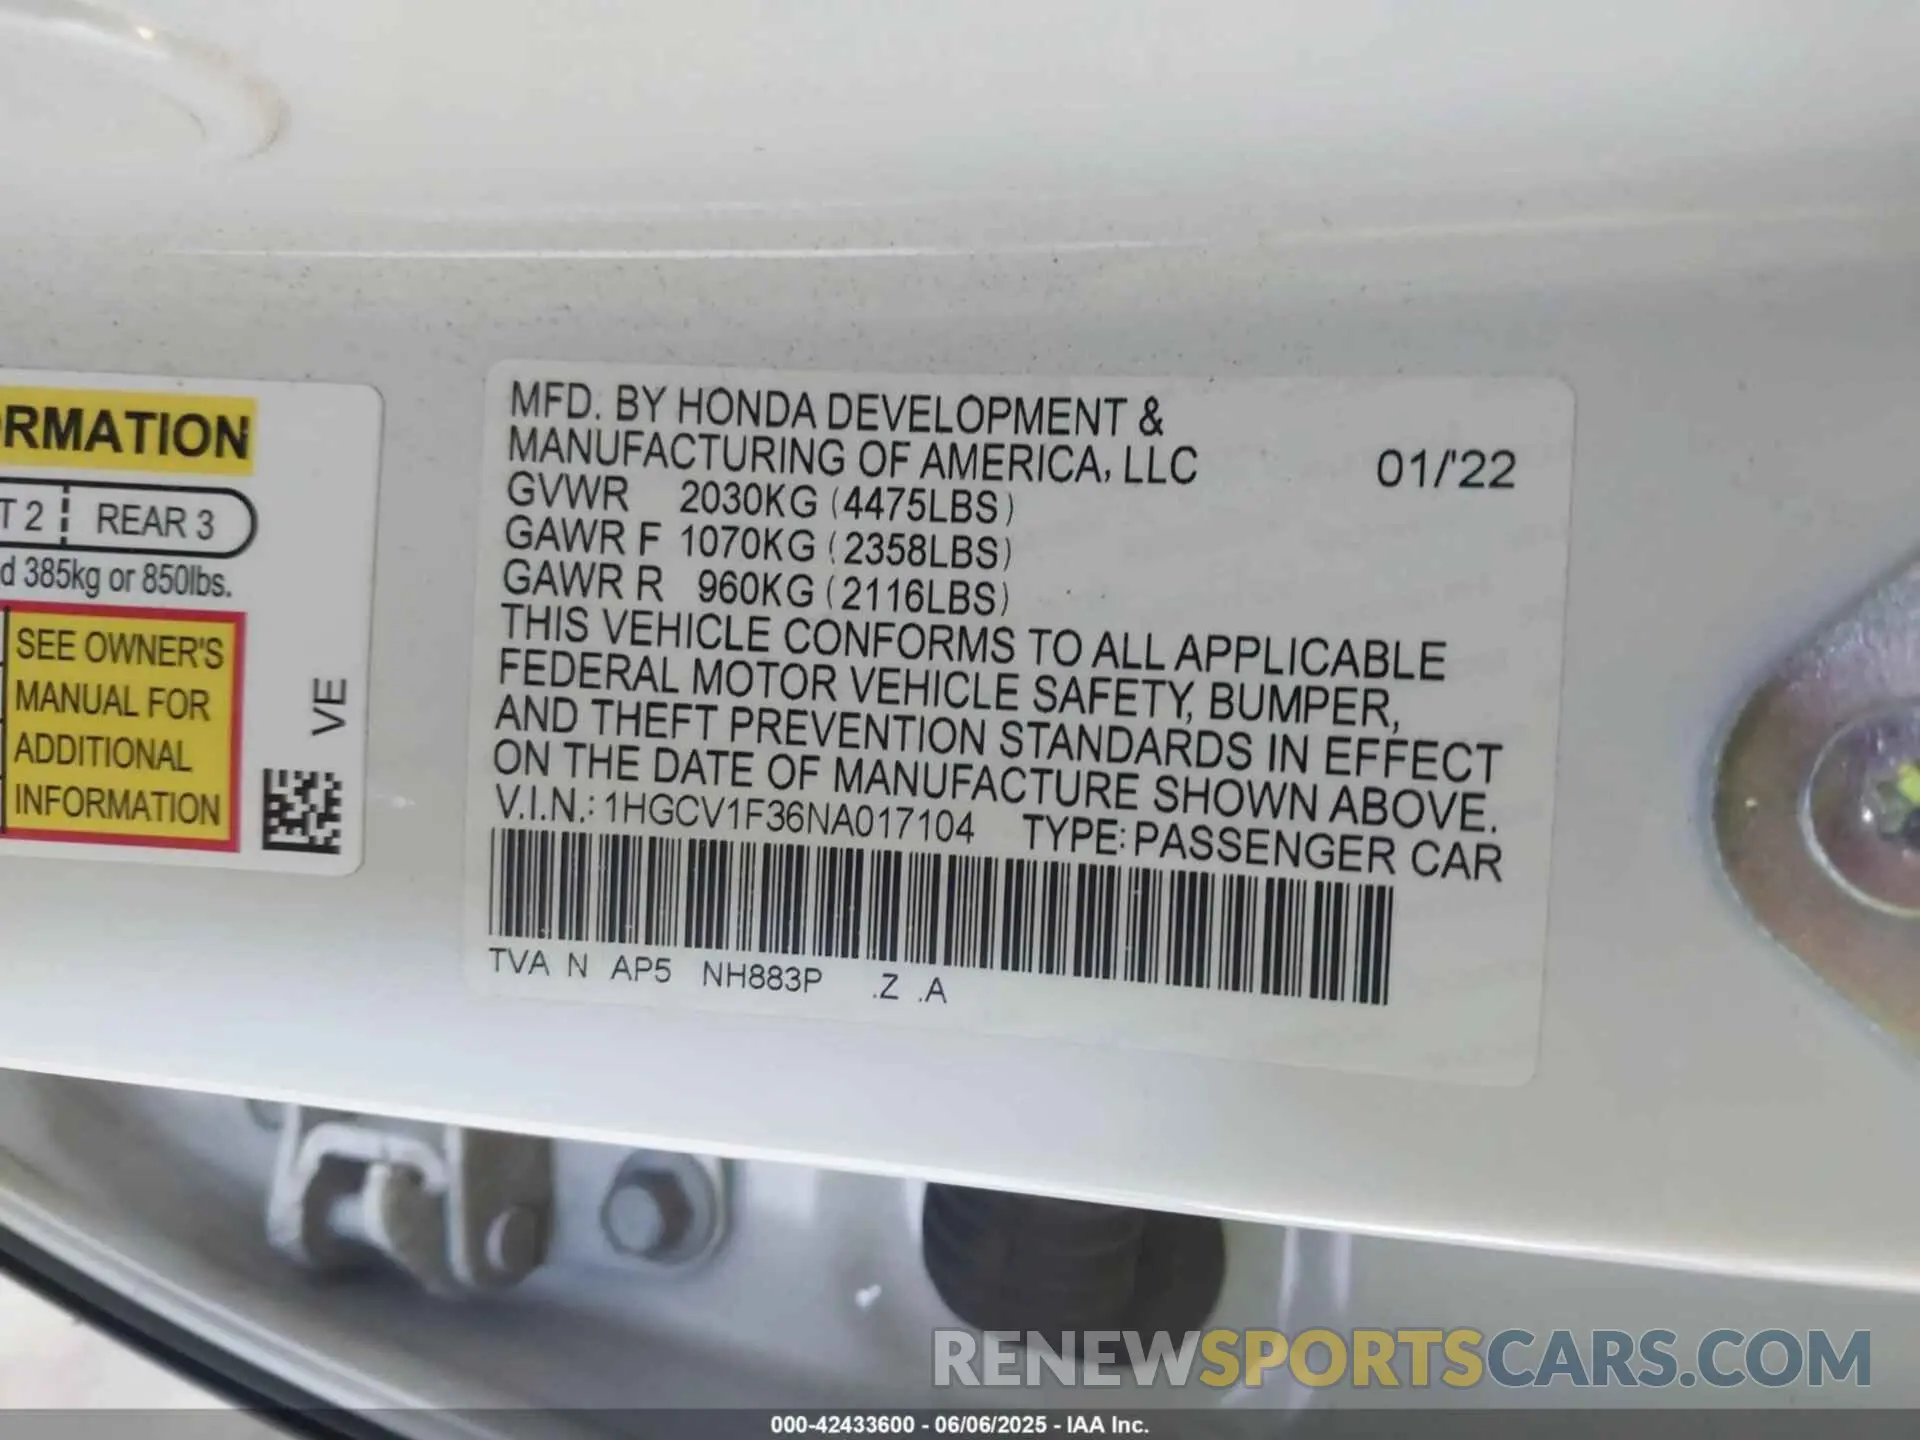 RMATION
T 2 REAR 3
d 385kg or 850lbs.
SEE OWNER'S
MANUAL FOR
ADDITIONAL
INFORMATION
VE
MFD. BY HONDA DEVELOPMENT &
MANUFACTURING OF AMERICA, LLC 01/'22
GVWR 2030KG (4475LBS)
GAWR F 1070KG (2358LBS)
GAWR R 960KG (2116LBS)
THIS VEHICLE CONFORMS TO ALL APPLICABLE
FEDERAL MOTOR VEHICLE SAFETY, BUMPER,
AND THEFT PREVENTION STANDARDS IN EFFECT
ON THE DATE OF MANUFACTURE SHOWN ABOVE.
V.I.N.: 1HGCV1F36NA017104 TYPE: PASSENGER CAR
TVA N AP5 NH883P .Z .A
RENEWSPORTSCARS.COM
000-42433600 - 06/06/2025 - IAA Inc.